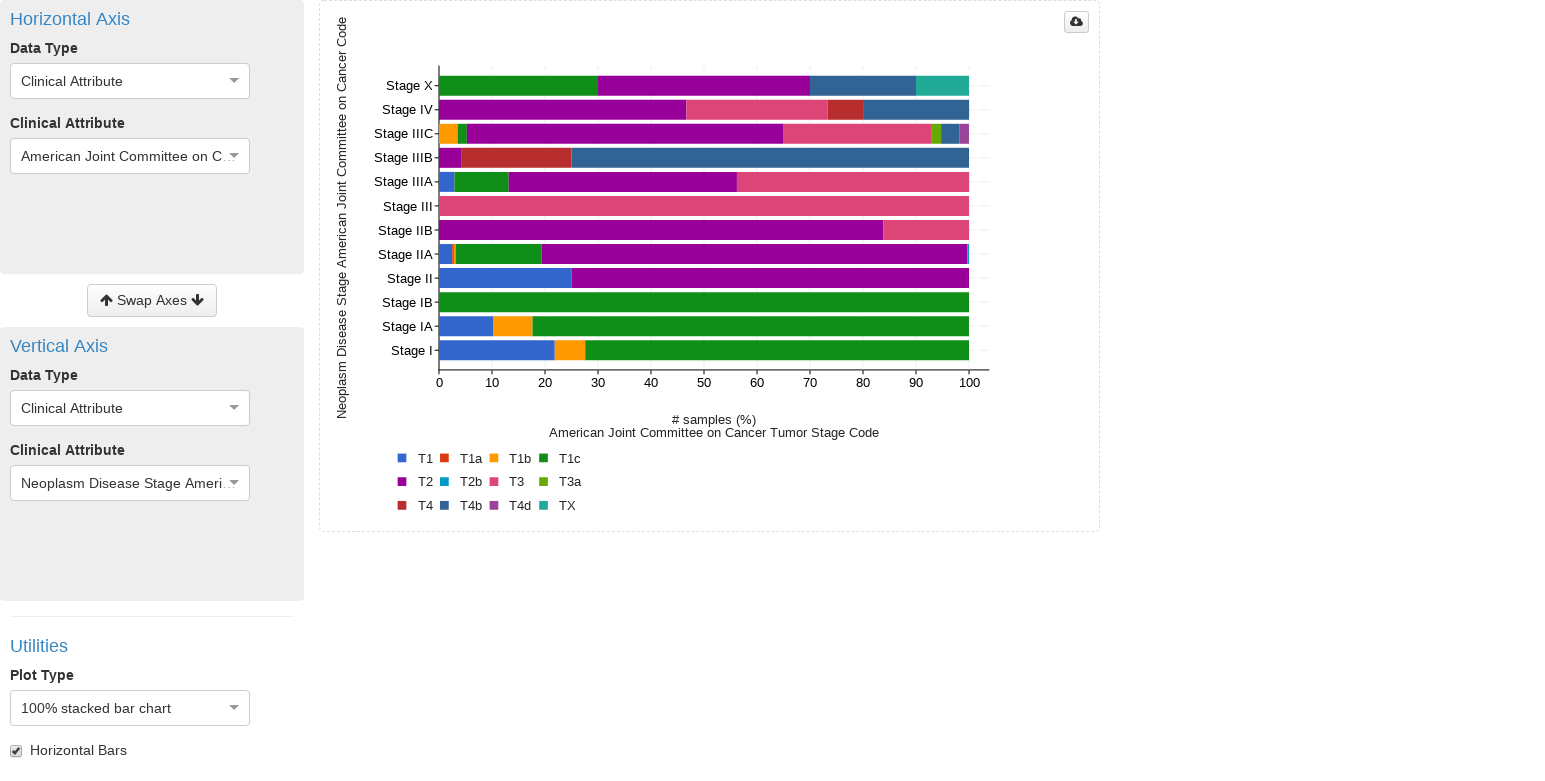 Horizontal Axis
Data Type
Clinical Attribute
Clinical Attribute
American Joint Committee on C...
Swap Axes
Vertical Axis
Data Type
Clinical Attribute
Clinical Attribute
Neoplasm Disease Stage Ameri...
Utilities
Plot Type
100% stacked bar chart
Horizontal Bars
Neoplasm Disease Stage American Joint Committee on Cancer Code
Stage X
Stage IV
Stage IIIC
Stage IIIB
Stage IIIA
Stage III
Stage IIB
Stage IIA
Stage II
Stage IB
Stage IA
Stage I
0 10 20 30 40 50 60 70 80 90 100
# samples (%)
American Joint Committee on Cancer Tumor Stage Code
T1 T1a T1b T1c
T2 T2b T3 T3a
T4 T4b T4d TX